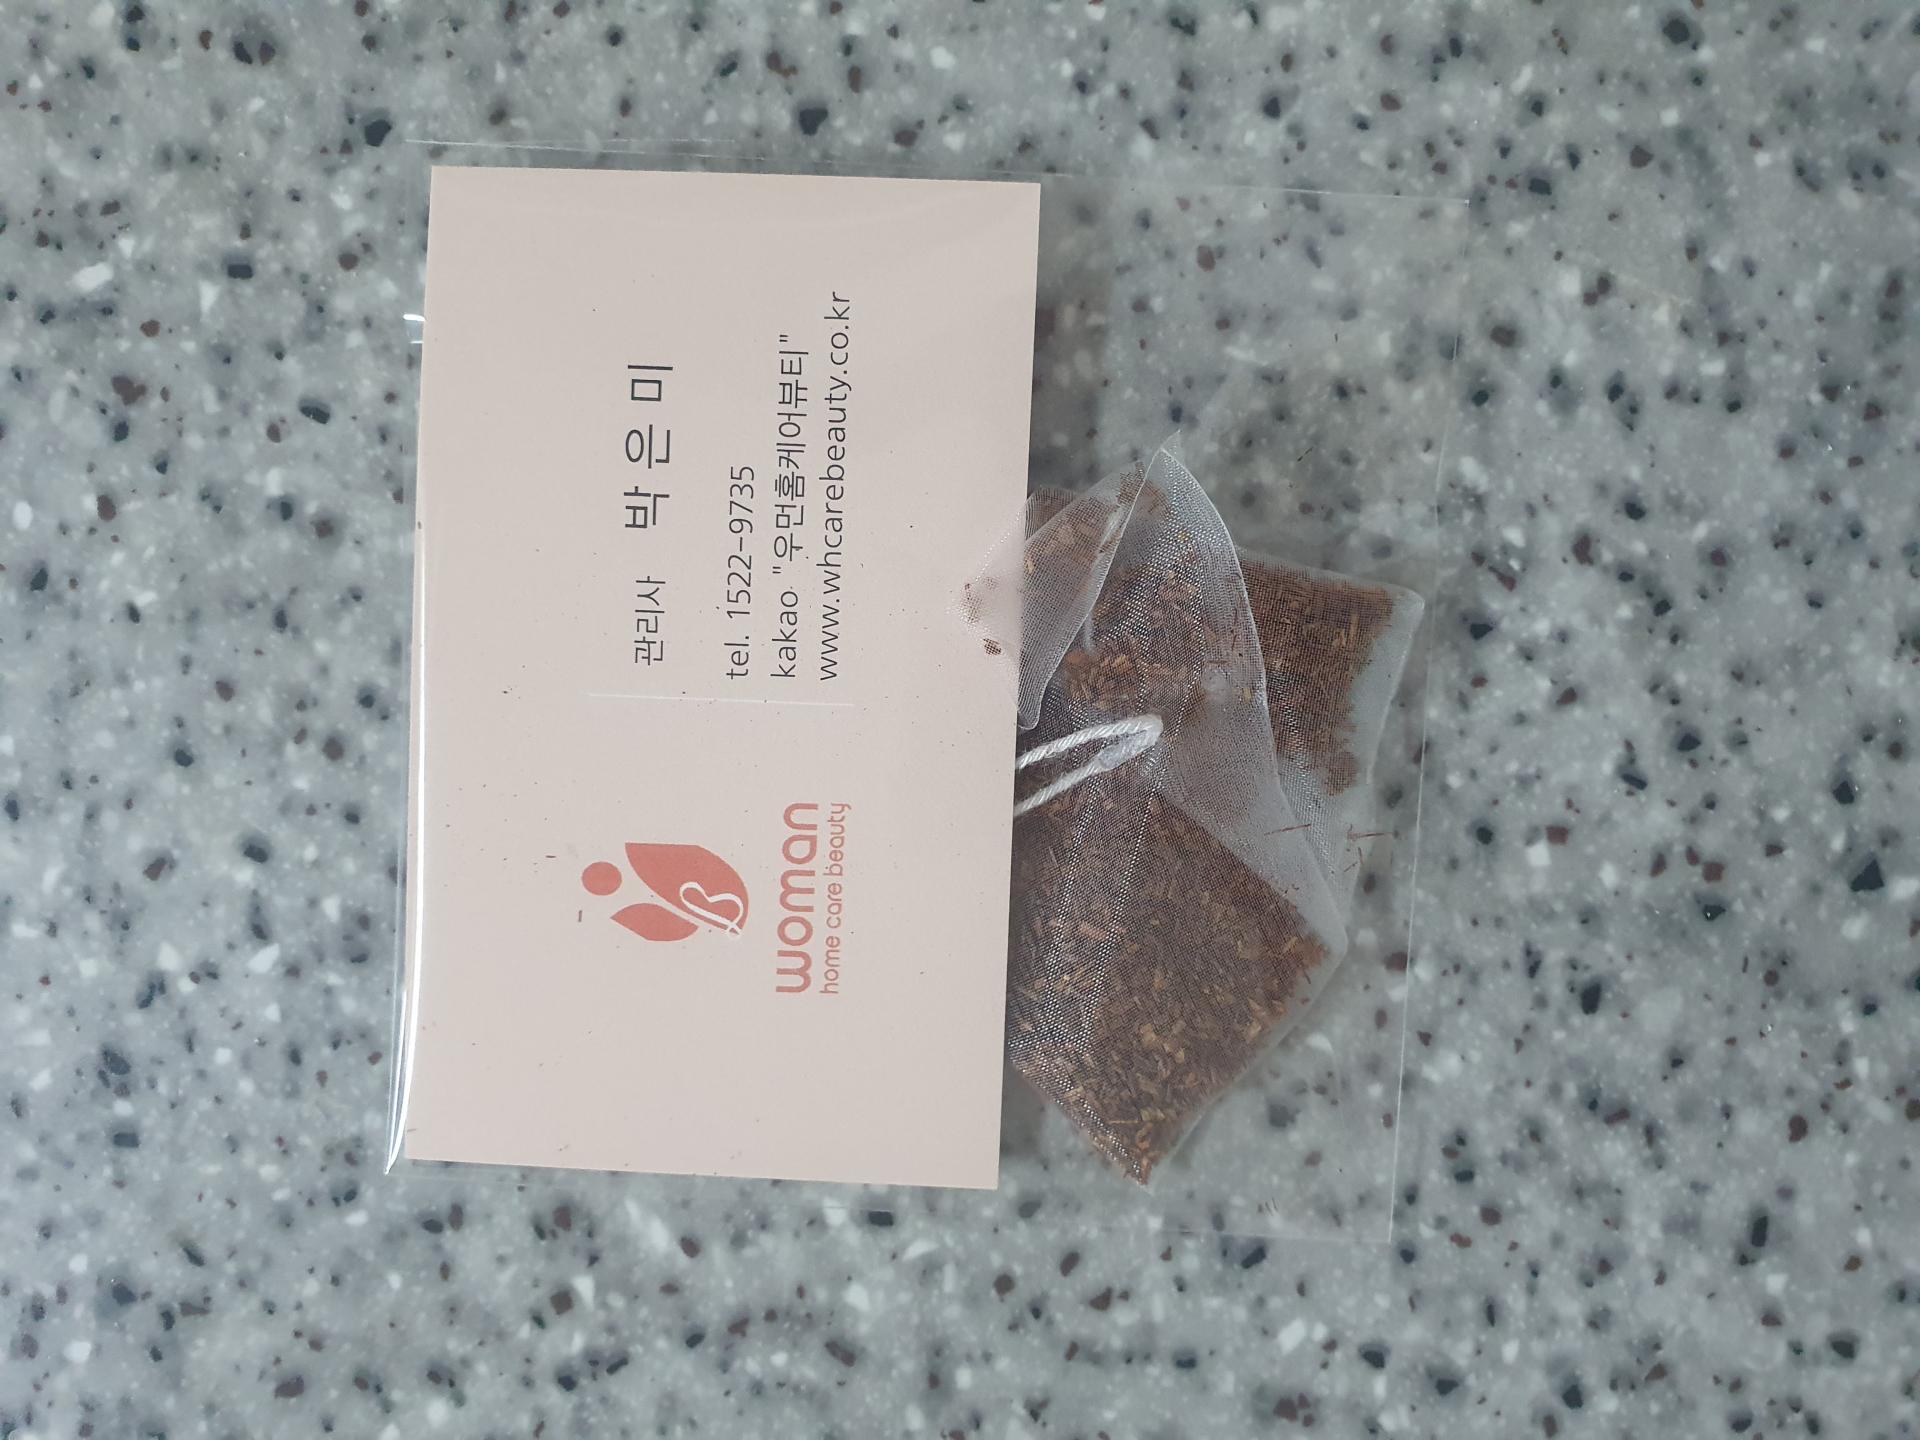 woman
home care beauty
관리사 박은미
tel. 1522-9735
kakao "우먼홈케어뷰티"
www.whcarebeauty.co.kr